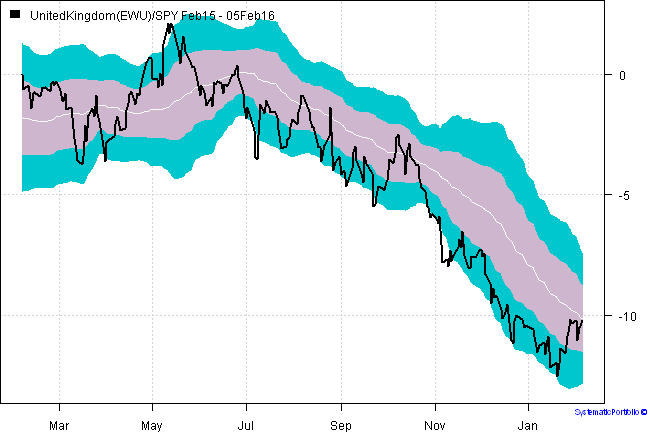 UnitedKingdom(EWU)/SPY Feb15 - 05Feb16
0
-5
-10
Mar May Jul Sep Nov Jan
SystematicPortfolio ©